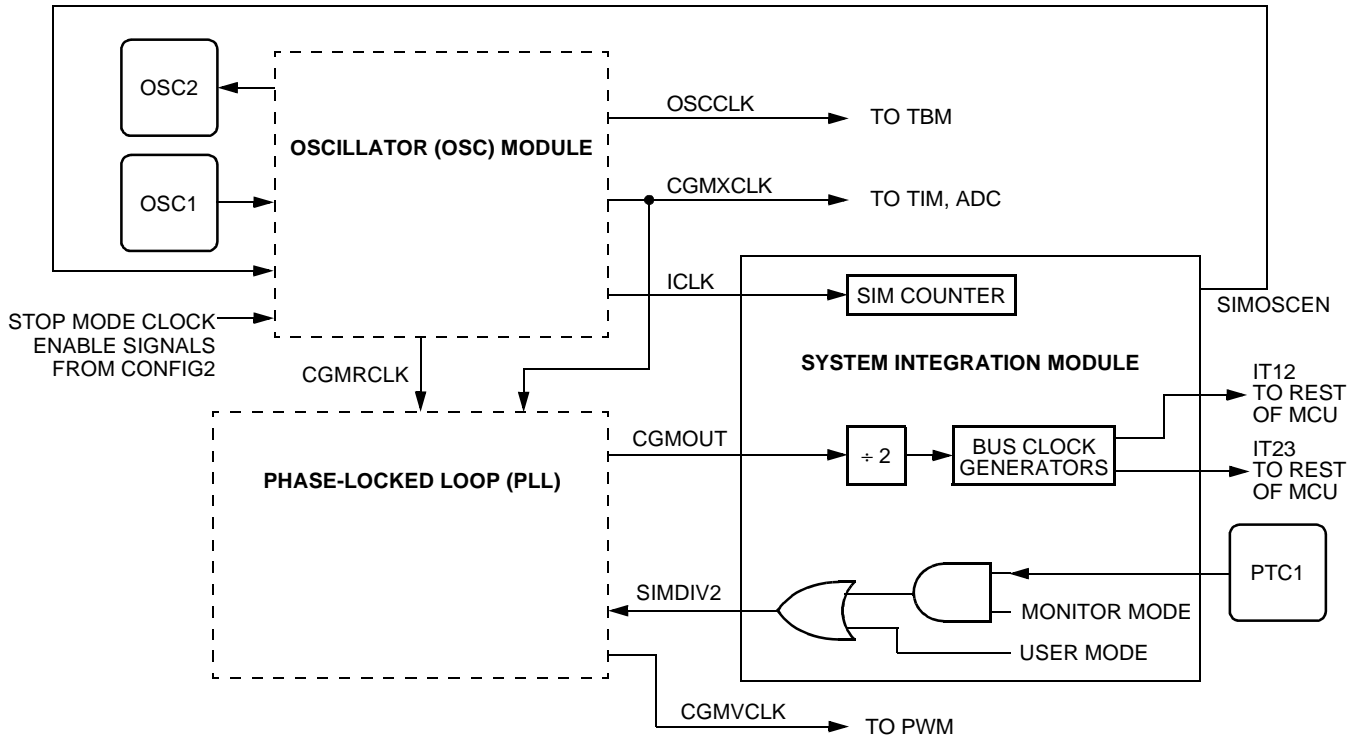 OSC2
OSCCLK
TO TBM
OSCILLATOR (OSC) MODULE
OSC1
CGMXCLK
TO TIM, ADC
ICLK
SIM COUNTER
SIMOSCEN
STOP MODE CLOCK
ENABLE SIGNALS
FROM CONFIG2
CGMRCLK
SYSTEM INTEGRATION MODULE
IT12
TO REST
OF MCU
CGMOUT
÷ 2
BUS CLOCK
GENERATORS
IT23
TO REST
OF MCU
PHASE-LOCKED LOOP (PLL)
PTC1
SIMDIV2
MONITOR MODE
USER MODE
CGMVCLK
TO PWM